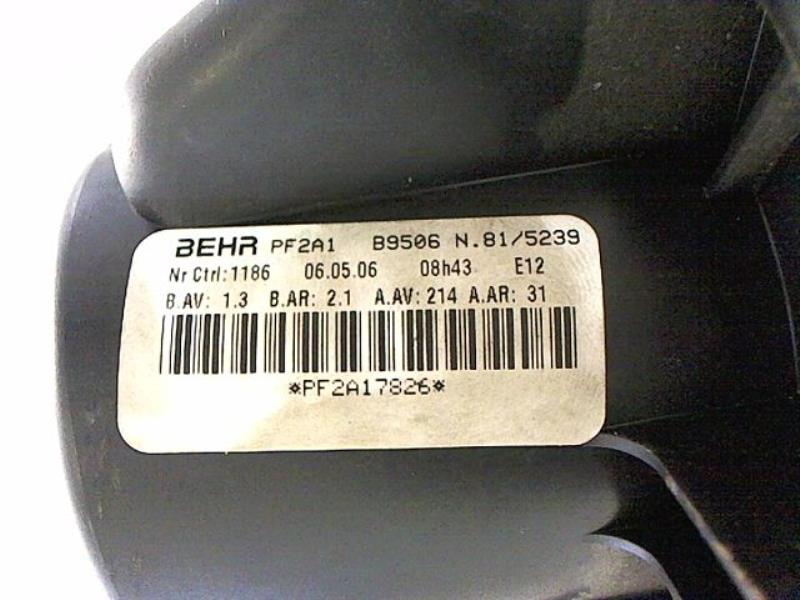 BEHR PF2A1 B9506 N.81/5239
Nr Ctrl:1186 06.05.06 08h43 E12
B.AV: 1.3 B.AR: 2.1 A.AV: 214 A.AR: 31
*PF2A17826*